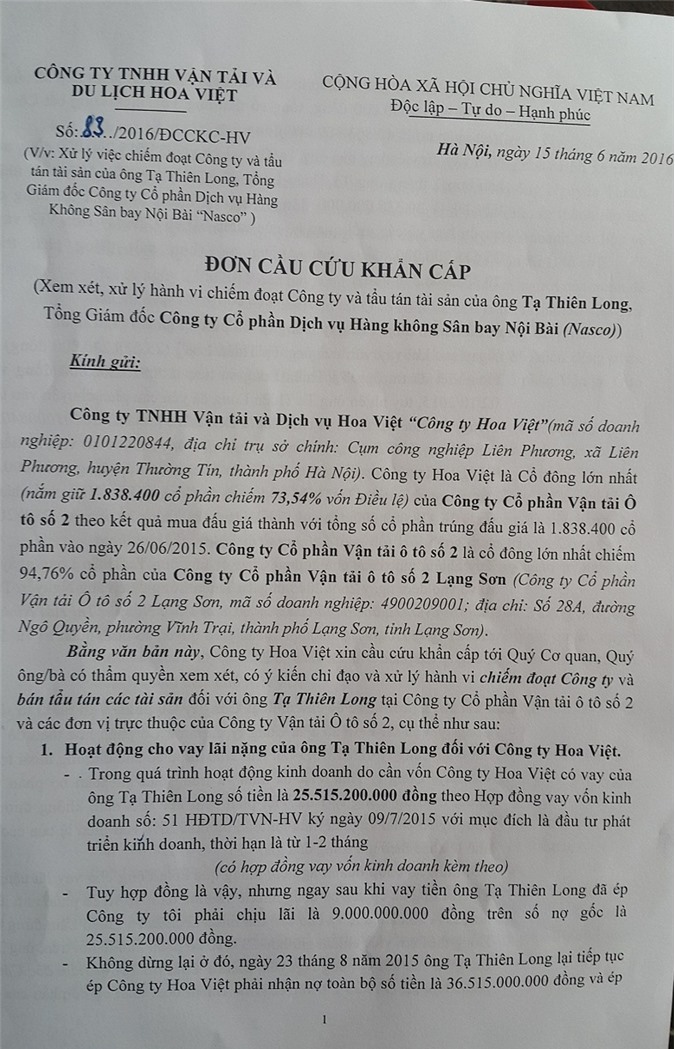 CÔNG TY TNHH VẬN TẢI VÀ
DU LỊCH HOA VIỆT
CỘNG HÒA XÃ HỘI CHỦ NGHĨA VIỆT NAM
Độc lập – Tự do – Hạnh phúc
Số: 83../2016/ĐCCKC-HV
(V/v: Xử lý việc chiếm đoạt Công ty và tẩu
tán tài sản của ông Tạ Thiên Long, Tổng
Giám đốc Công ty Cổ phần Dịch vụ Hàng
Không Sân bay Nội Bài “Nasco” )
Hà Nội, ngày 15 tháng 6 năm 2016
ĐƠN CẦU CỨU KHẨN CẤP
(Xem xét, xử lý hành vi chiếm đoạt Công ty và tẩu tán tài sản của ông Tạ Thiên Long,
Tổng Giám đốc Công ty Cổ phần Dịch vụ Hàng không Sân bay Nội Bài (Nasco))
Kính gửi:
Công ty TNHH Vận tải và Dịch vụ Hoa Việt “Công ty Hoa Việt”(mã số doanh
nghiệp: 0101220844, địa chỉ trụ sở chính: Cụm công nghiệp Liên Phương, xã Liên
Phương, huyện Thường Tín, thành phố Hà Nội). Công ty Hoa Việt là Cổ đông lớn nhất
(nắm giữ 1.838.400 cổ phần chiếm 73,54% vốn Điều lệ) của Công ty Cổ phần Vận tải Ô
tô số 2 theo kết quả mua đấu giá thành với tổng số cổ phần trúng đấu giá là 1.838.400 cổ
phần vào ngày 26/06/2015. Công ty Cổ phần Vận tải ô tô số 2 là cổ đông lớn nhất chiếm
94,76% cổ phần của Công ty Cổ phần Vận tải ô tô số 2 Lạng Sơn (Công ty Cổ phần
Vận tải Ô tô số 2 Lạng Sơn, mã số doanh nghiệp: 4900209001; địa chỉ: Số 28A, đường
Ngô Quyền, phường Vĩnh Trại, thành phố Lạng Sơn, tỉnh Lạng Sơn).
Bằng văn bản này, Công ty Hoa Việt xin cầu cứu khẩn cấp tới Quý Cơ quan, Quý
ông/bà có thẩm quyền xem xét, có ý kiến chỉ đạo và xử lý hành vi chiếm đoạt Công ty và
bán tẩu tán các tài sản đối với ông Tạ Thiên Long tại Công ty Cổ phần Vận tải ô tô số 2
và các đơn vị trực thuộc của Công ty Vận tải Ô tô số 2, cụ thể như sau:
1. Hoạt động cho vay lãi nặng của ông Tạ Thiên Long đối với Công ty Hoa Việt.
- . Trong quá trình hoạt động kinh doanh do cần vốn Công ty Hoa Việt có vay của
ông Tạ Thiên Long số tiền là 25.515.200.000 đồng theo Hợp đồng vay vốn kinh
doanh số: 51 HĐTD/TVN-HV ký ngày 09/7/2015 với mục đích là đầu tư phát
triển kinh doanh, thời hạn là từ 1-2 tháng
(có hợp đồng vay vốn kinh doanh kèm theo)
- Tuy hợp đồng là vậy, nhưng ngay sau khi vay tiền ông Tạ Thiên Long đã ép
Công ty tôi phải chịu lãi là 9.000.000.000 đồng trên số nợ gốc là
25.515.200.000 đồng.
- Không dừng lại ở đó, ngày 23 tháng 8 năm 2015 ông Tạ Thiên Long lại tiếp tục
ép Công ty Hoa Việt phải nhận nợ toàn bộ số tiền là 36.515.000.000 đồng và ép
1